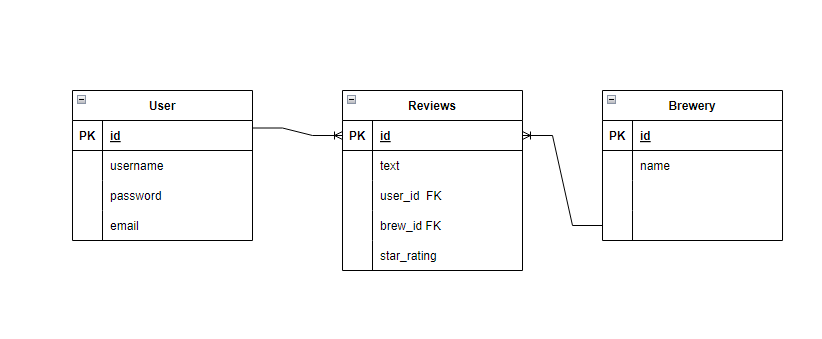 User
PK id
username
password
email
Reviews
PK id
text
user_id  FK
brew_id FK
star_rating
Brewery
PK id
name